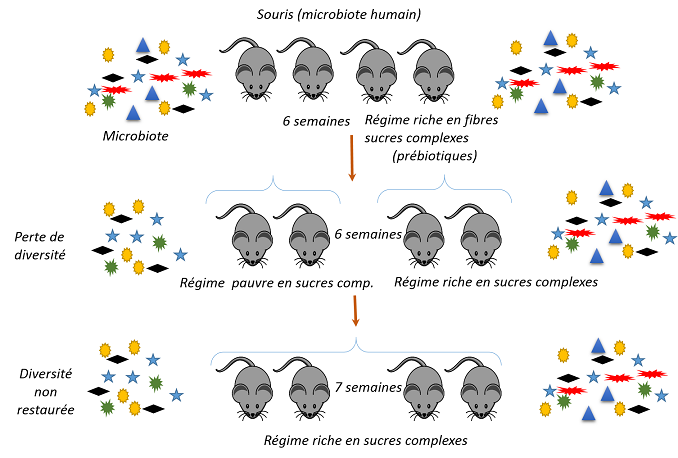 Souris (microbiote humain)
Microbiote
6 semaines
Régime riche en fibres
sucres complexes
(prébiotiques)
Perte de
diversité
6 semaines
Régime pauvre en sucres comp.
Régime riche en sucres complexes
Diversité
non
restaurée
7 semaines
Régime riche en sucres complexes